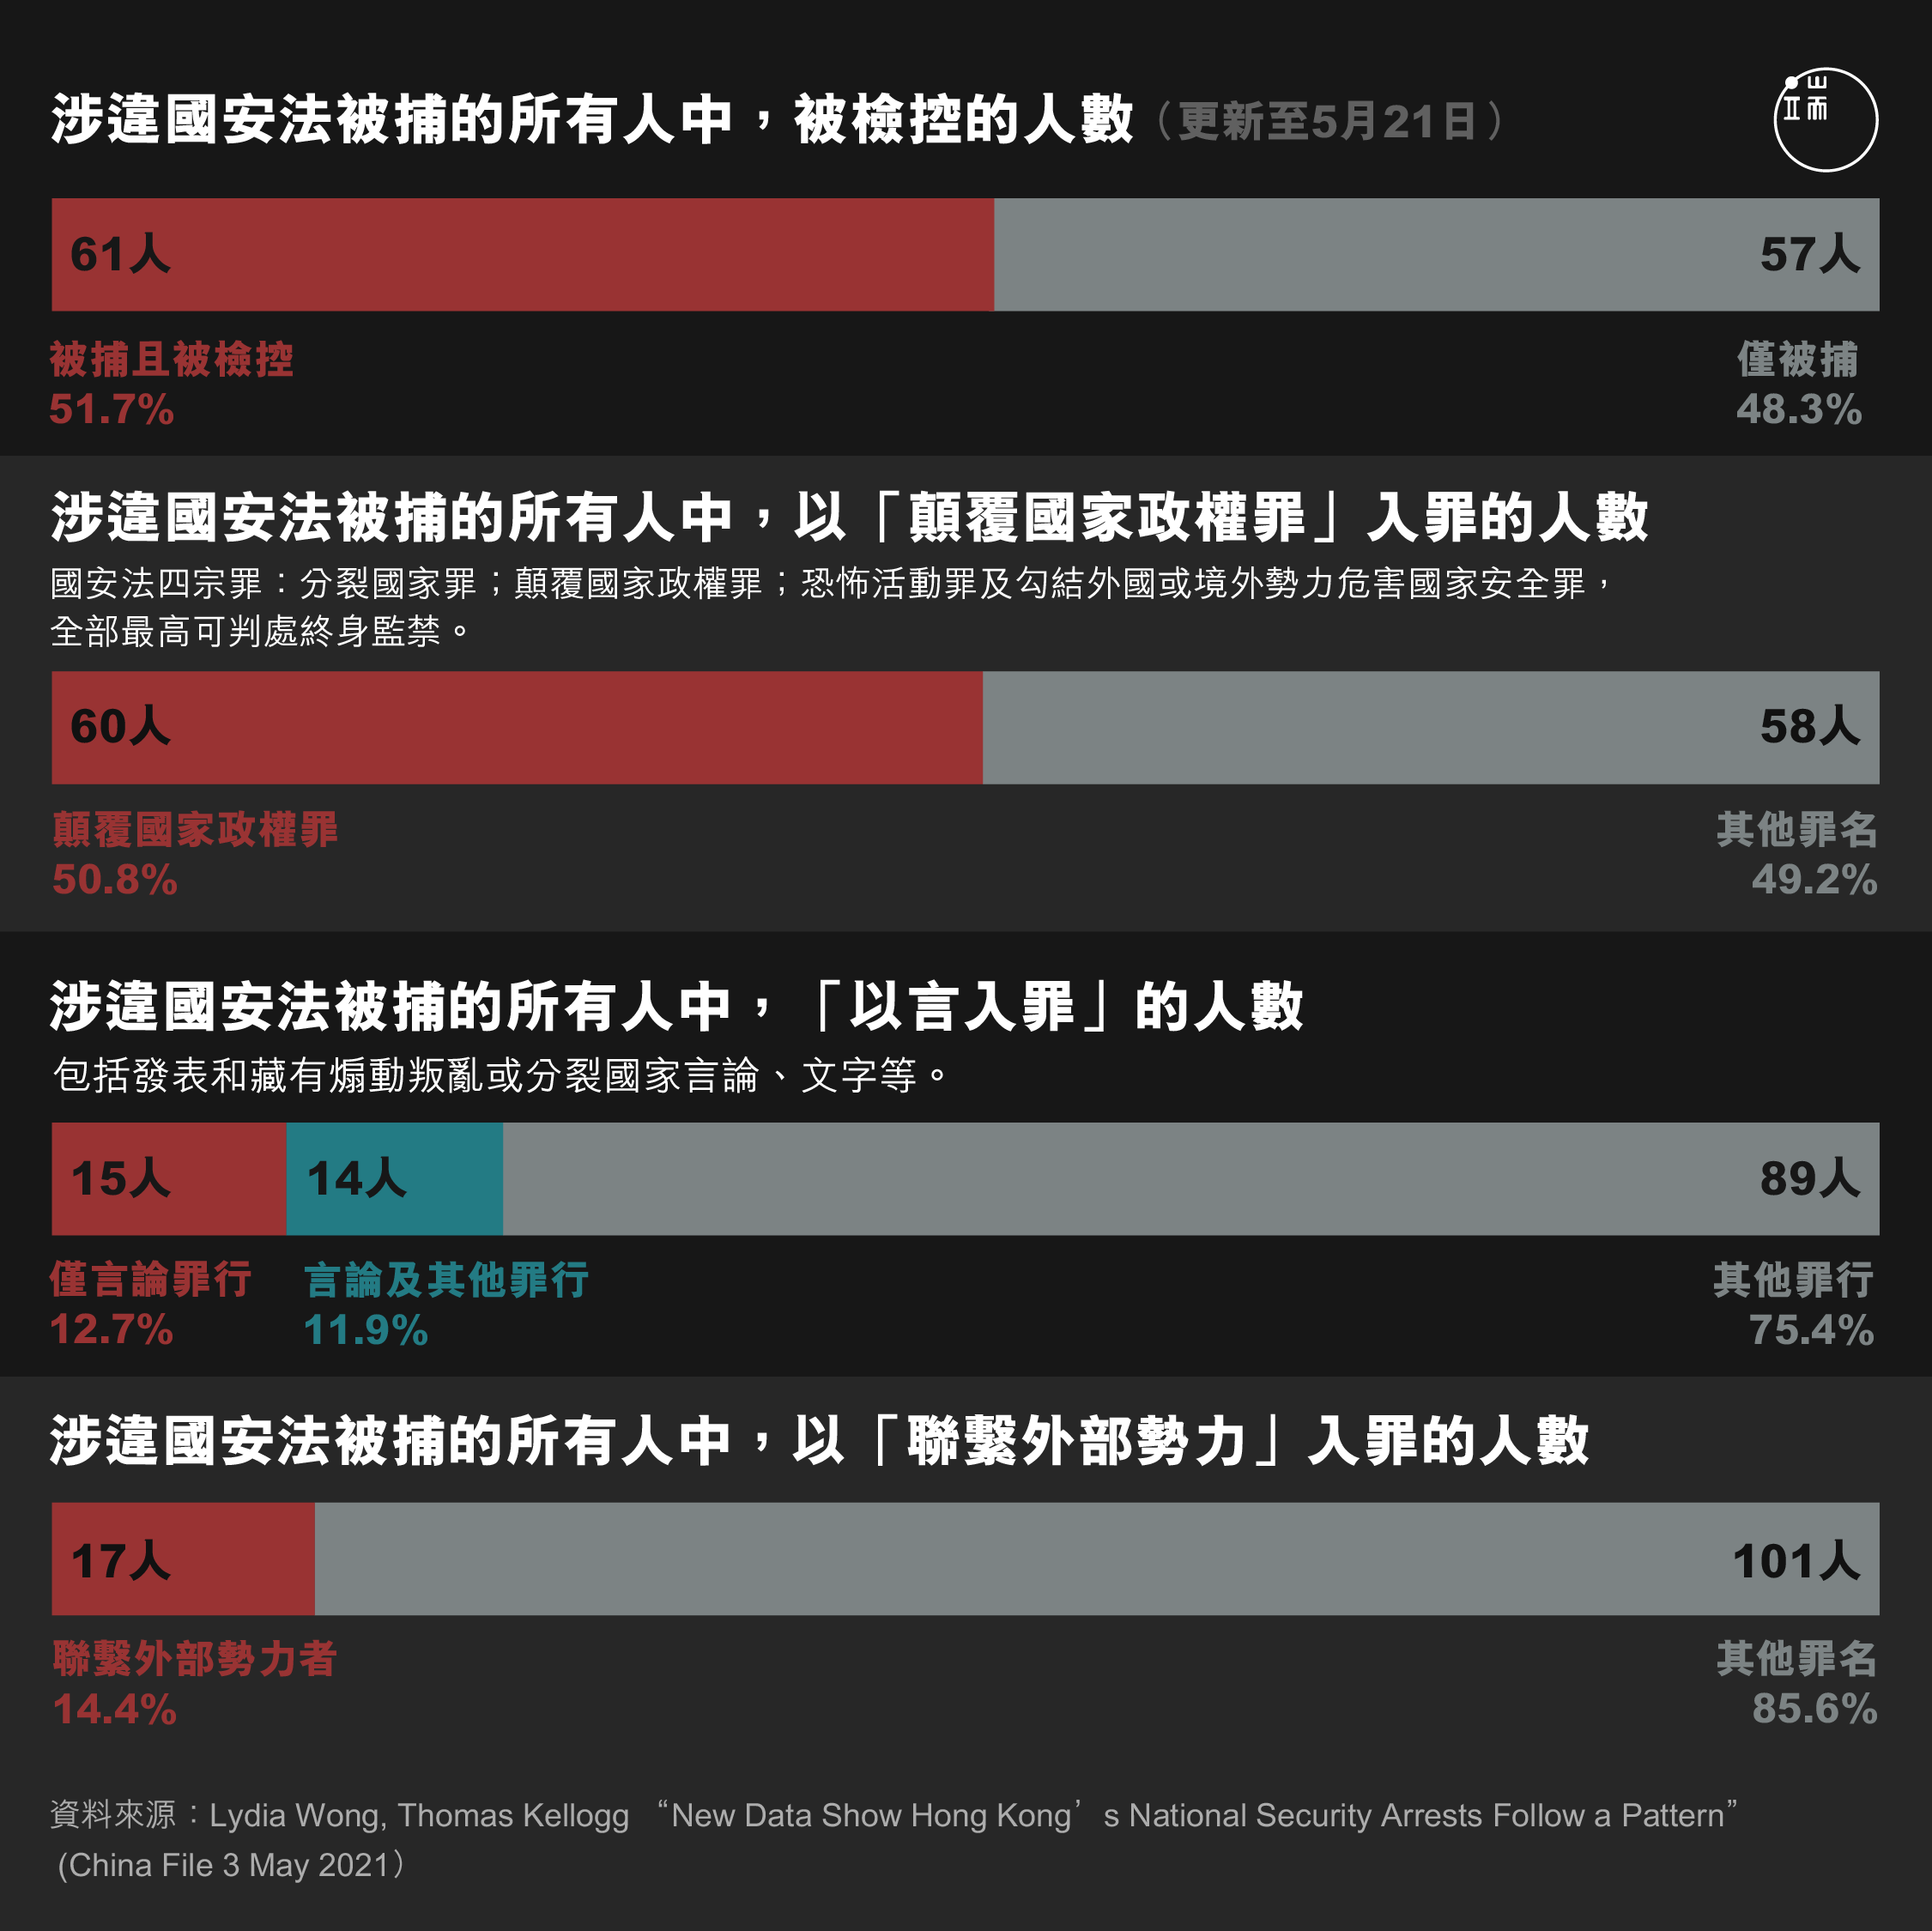 涉違國安法被捕的所有人中，被檢控的人數（更新至5月21日）
端
61人
57人
被捕且被檢控
51.7%
僅被捕
48.3%
涉違國安法被捕的所有人中，以「顛覆國家政權罪」入罪的人數
國安法四宗罪：分裂國家罪；顛覆國家政權罪；恐怖活動罪及勾結外國或境外勢力危害國家安全罪，
全部最高可判處終身監禁。
60人
58人
顛覆國家政權罪
50.8%
其他罪名
49.2%
涉違國安法被捕的所有人中，「以言入罪」的人數
包括發表和藏有煽動叛亂或分裂國家言論、文字等。
15人
14人
89人
僅言論罪行
12.7%
言論及其他罪行
11.9%
其他罪行
75.4%
涉違國安法被捕的所有人中，以「聯繫外部勢力」入罪的人數
17人
101人
聯繫外部勢力者
14.4%
其他罪名
85.6%
資料來源：Lydia Wong, Thomas Kellogg “New Data Show Hong Kong’s National Security Arrests Follow a Pattern”
(China File 3 May 2021）